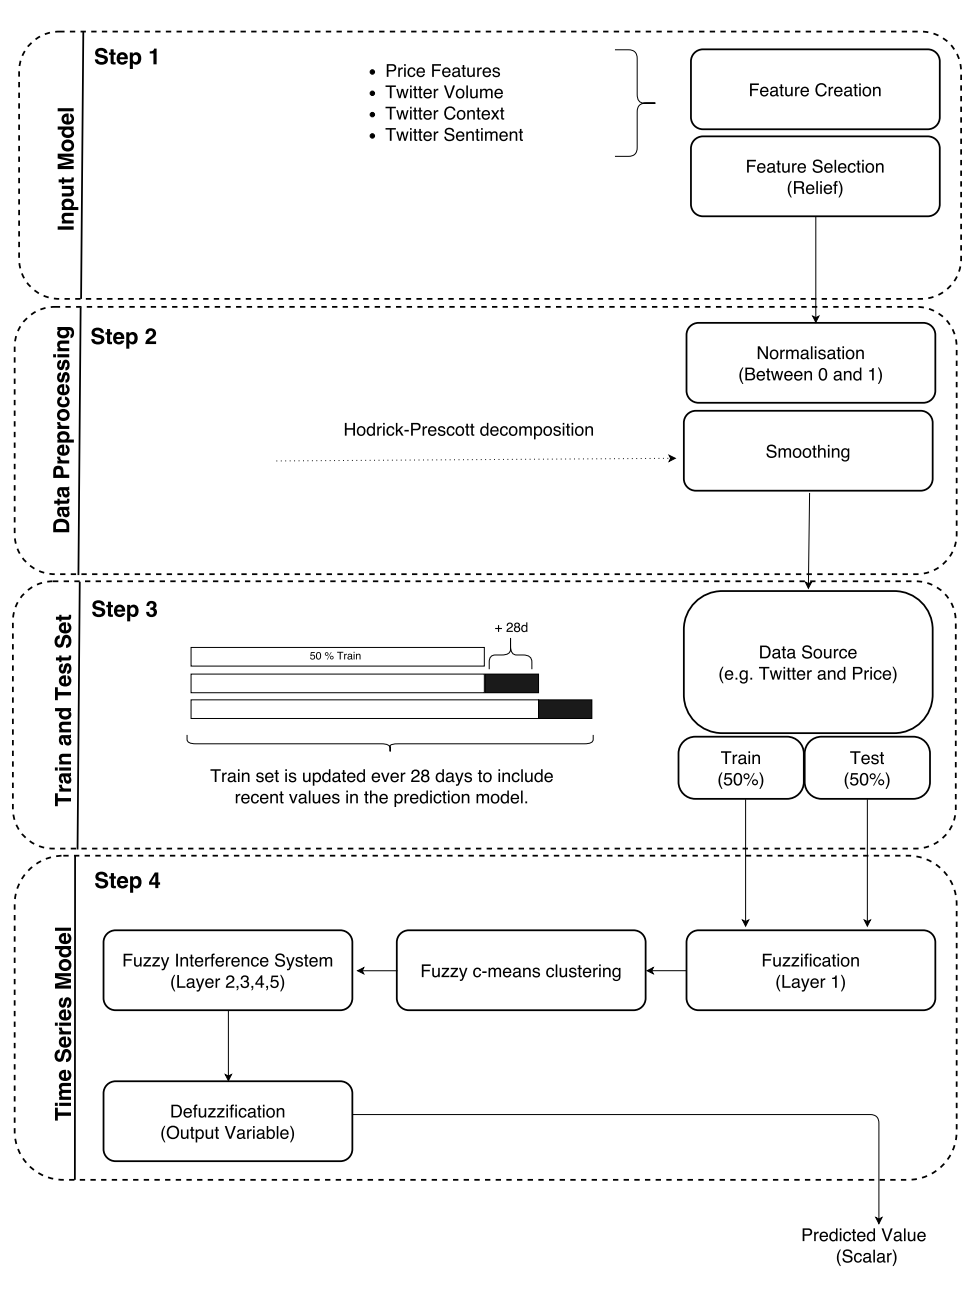 Step 1
Input Model
• Price Features
• Twitter Volume
• Twitter Context
• Twitter Sentiment
Feature Creation
Feature Selection
(Relief)
Step 2
Data Preprocessing
Normalisation
(Between 0 and 1)
Hodrick-Prescott decomposition
Smoothing
Step 3
Train and Test Set
+ 28d
50 % Train
Train set is updated ever 28 days to include
recent values in the prediction model.
Data Source
(e.g. Twitter and Price)
Train
(50%)
Test
(50%)
Step 4
Time Series Model
Fuzzy Interference System
(Layer 2,3,4,5)
Fuzzy c-means clustering
Fuzzification
(Layer 1)
Defuzzification
(Output Variable)
Predicted Value
(Scalar)